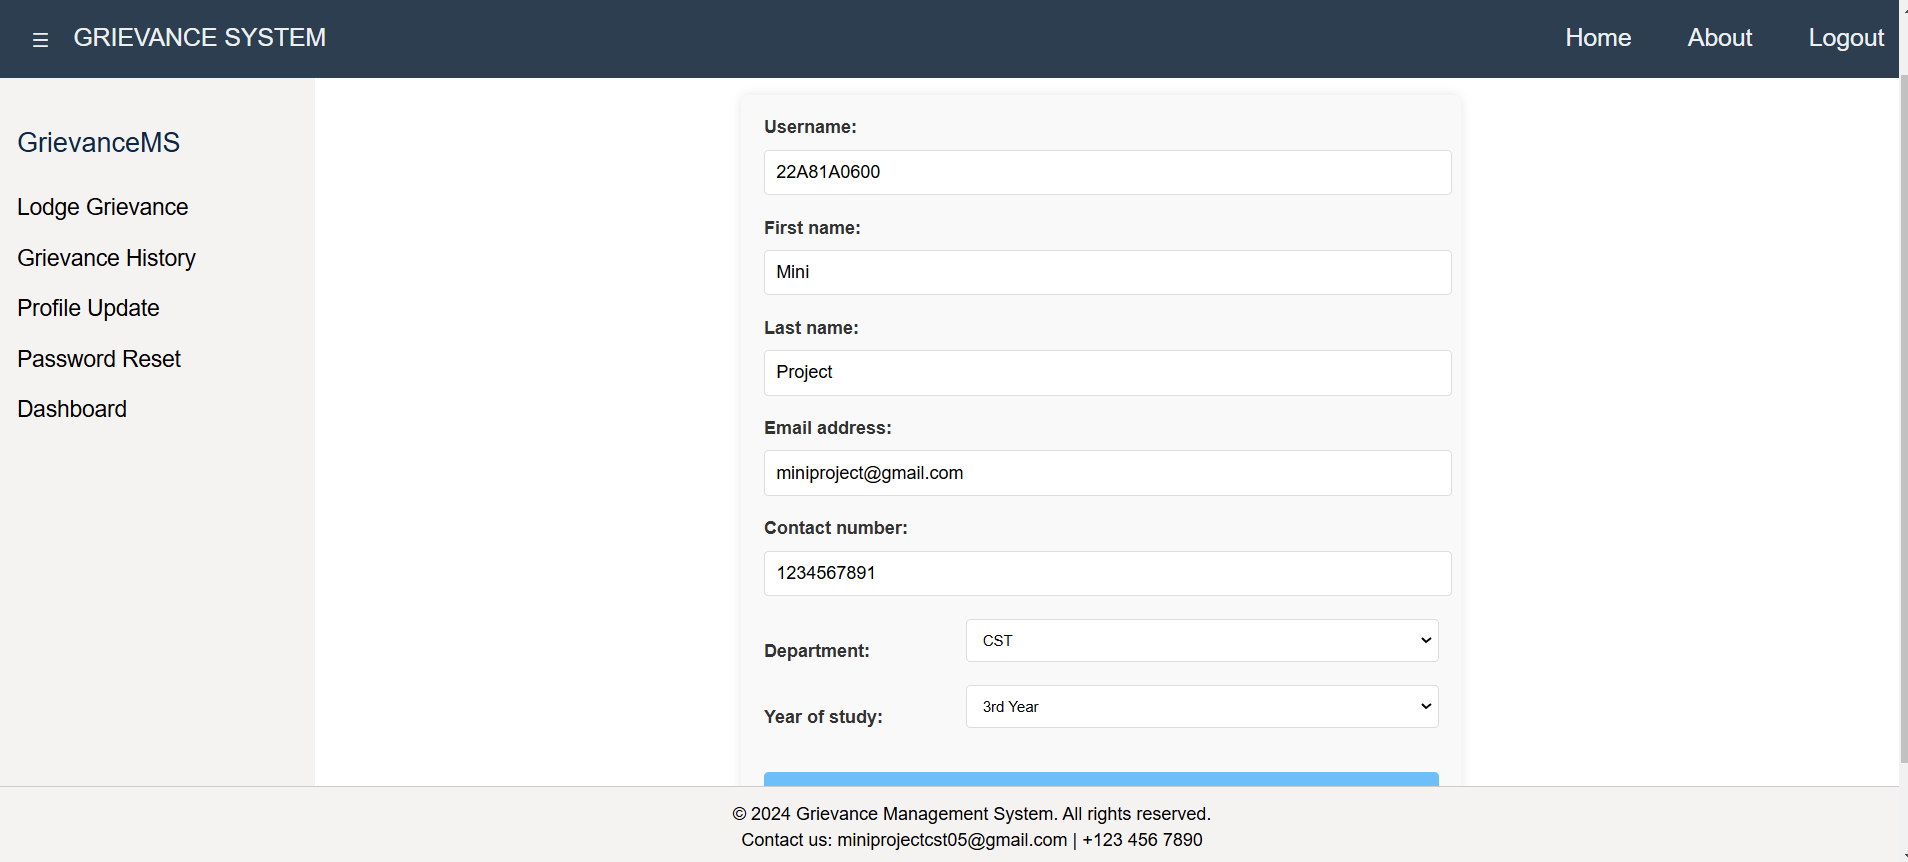 ☰ GRIEVANCE SYSTEM Home About Logout
GrievanceMS
Lodge Grievance
Grievance History
Profile Update
Password Reset
Dashboard
Username:
22A81A0600
First name:
Mini
Last name:
Project
Email address:
miniproject@gmail.com
Contact number:
1234567891
Department: CST
Year of study: 3rd Year
© 2024 Grievance Management System. All rights reserved.
Contact us: miniprojectcst05@gmail.com | +123 456 7890